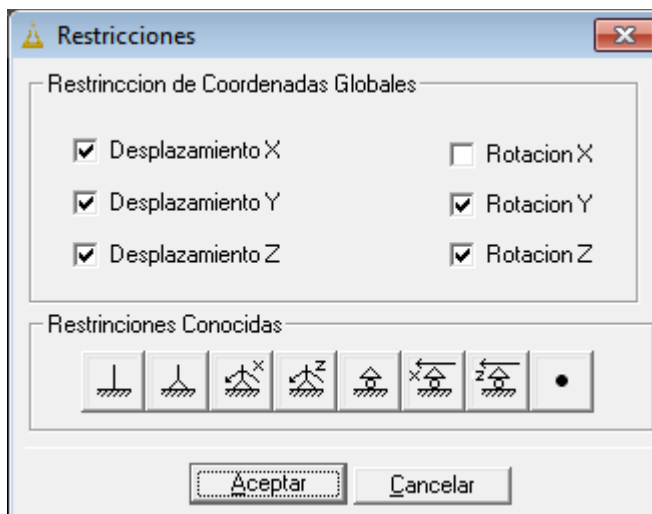 Restricciones
Restrinccion de Coordenadas Globales
Desplazamiento X
Rotacion X
Desplazamiento Y
Rotacion Y
Desplazamiento Z
Rotacion Z
Restrinciones Conocidas
X Z X Z
Aceptar Cancelar